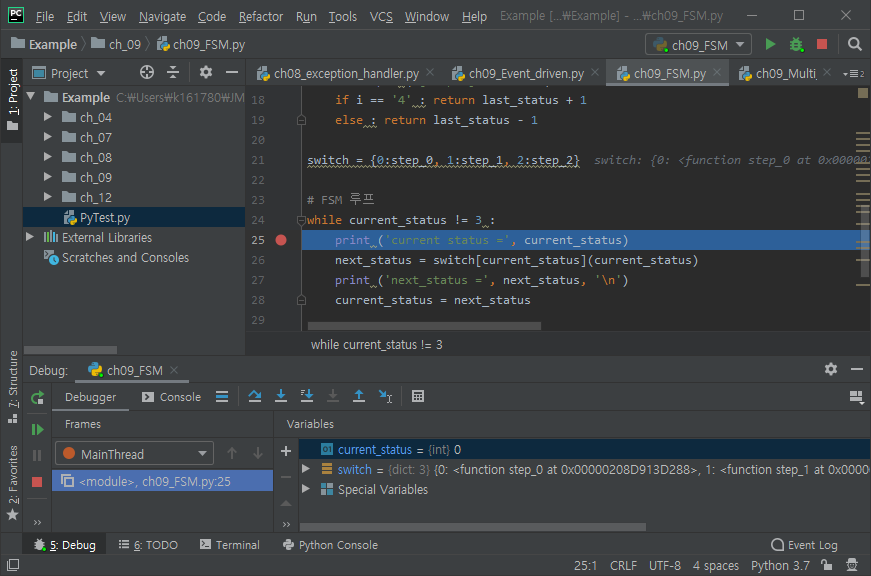 PC File Edit View Navigate Code Refactor Run Tools VCS Window Help Example [...₩Example] - ...₩ch09_FSM.py
Example ch_09 ch09_FSM.py ch09_FSM
1: Project
Project
ch08_exception_handler.py ch09_Event_driven.py ch09_FSM.py ch09_Multi 2
Example C:₩Users₩k161780₩JM
ch_04
ch_07
ch_08
ch_09
ch_12
PyTest.py
External Libraries
Scratches and Consoles
18 if i == '4' : return last_status + 1
19 else : return last_status - 1
20
21 switch = {0:step_0, 1:step_1, 2:step_2} switch: {0: <function step_0 at 0x00000
22
23 # FSM 루프
24 while current_status != 3 :
25 print ('current status =', current_status)
26 next_status = switch[current_status](current_status)
27 print ('next_status =', next_status, '\n')
28 current_status = next_status
29
while current_status != 3
7: Structure
2: Favorites
Debug: ch09_FSM
Debugger Console
Frames Variables
MainThread
<module>, ch09_FSM.py:25
01 current_status = {int} 0
switch = {dict: 3} {0: <function step_0 at 0x00000208D913D288>, 1: <function step_1 at 0x0000
Special Variables
5: Debug 6: TODO Terminal Python Console Event Log
25:1 CRLF UTF-8 4 spaces Python 3.7